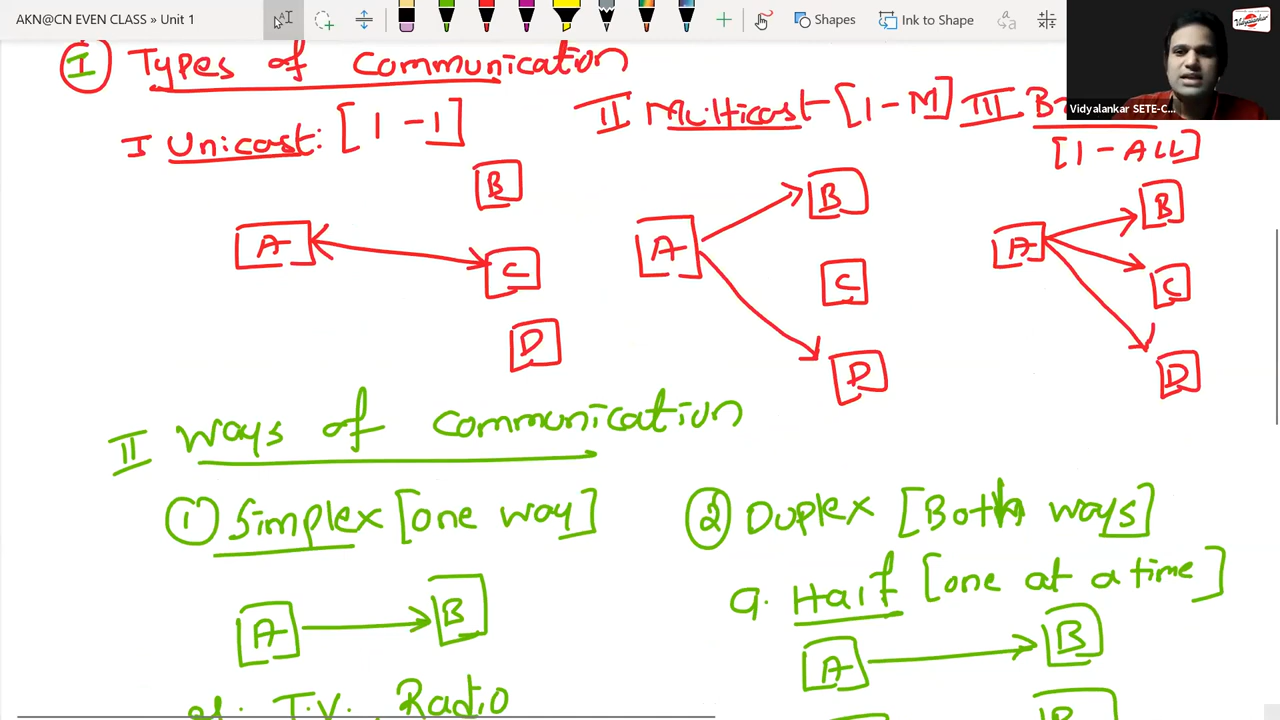 AKN@CN EVEN CLASS » Unit 1
Shapes
Ink to Shape
Vidyalankar
Vidyalankar SETE-C...
I Types of communication
I Unicast: [1-1]
B
A
C
D
II Multicast - [1-M]
A
B
C
D
III B
[1-ALL]
A
B
C
D
II Ways of communication
① Simplex [one way]
A
B
T.V., Radio
② Duplex [Both ways]
a. Half [one at a time]
A
B
B